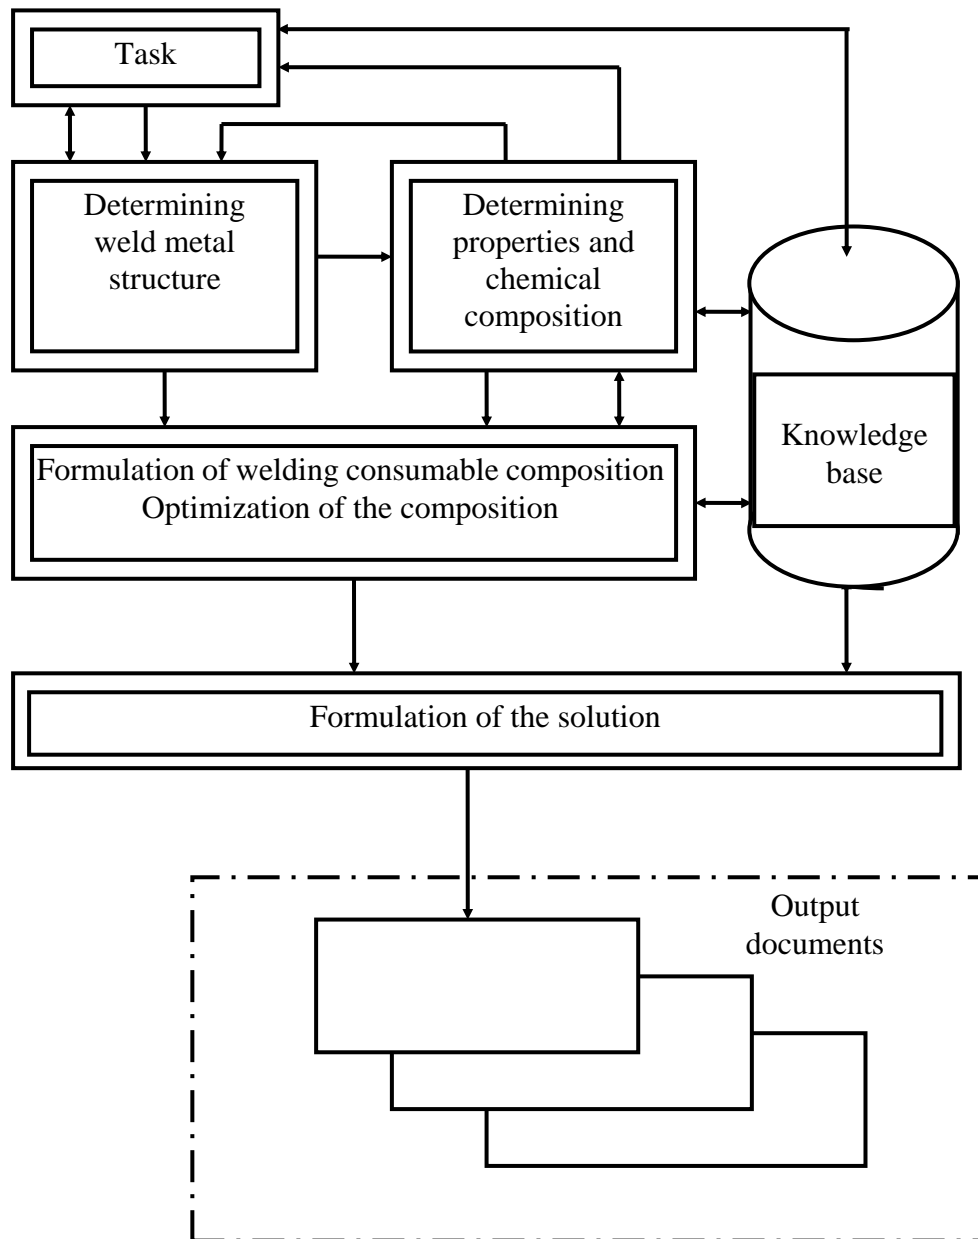 Task
Determining
weld metal
structure
Determining
properties and
chemical
composition
Knowledge
base
Formulation of welding consumable composition
Optimization of the composition
Formulation of the solution
Output
documents